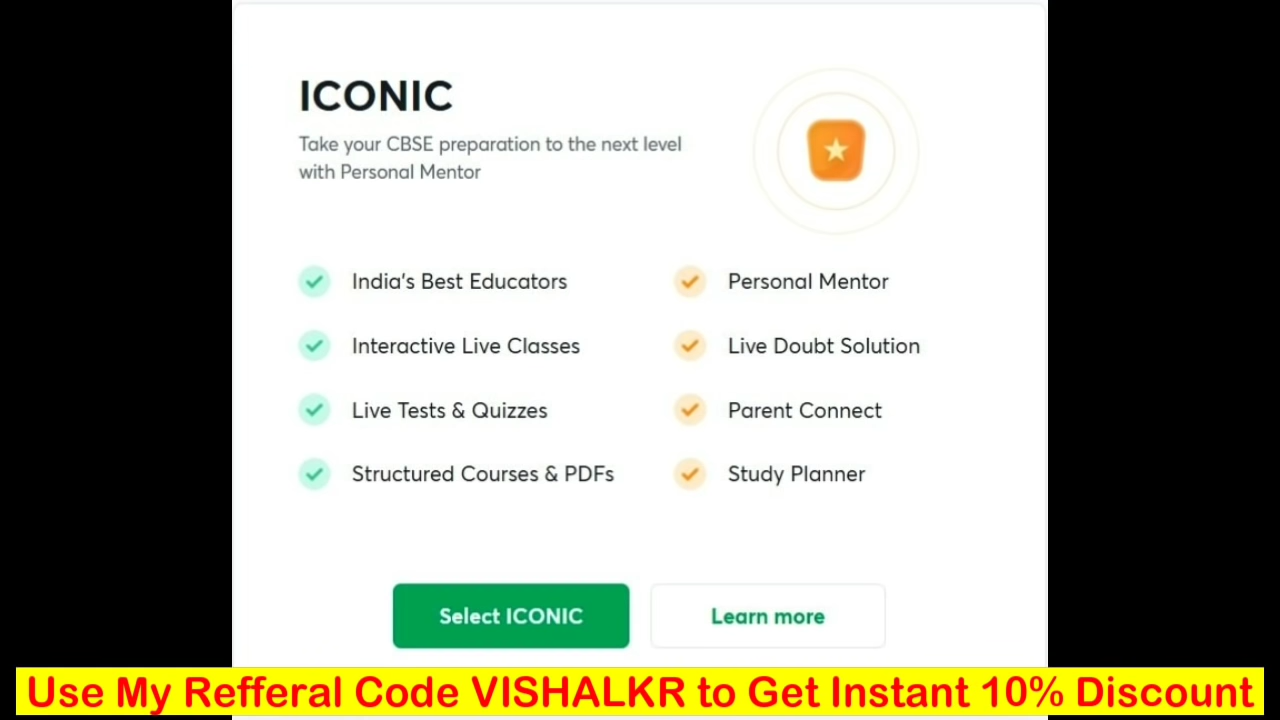 ICONIC
Take your CBSE preparation to the next level
with Personal Mentor
India's Best Educators
Personal Mentor
Interactive Live Classes
Live Doubt Solution
Live Tests & Quizzes
Parent Connect
Structured Courses & PDFs
Study Planner
Select ICONIC
Learn more
Use My Refferal Code VISHALKR to Get Instant 10% Discount